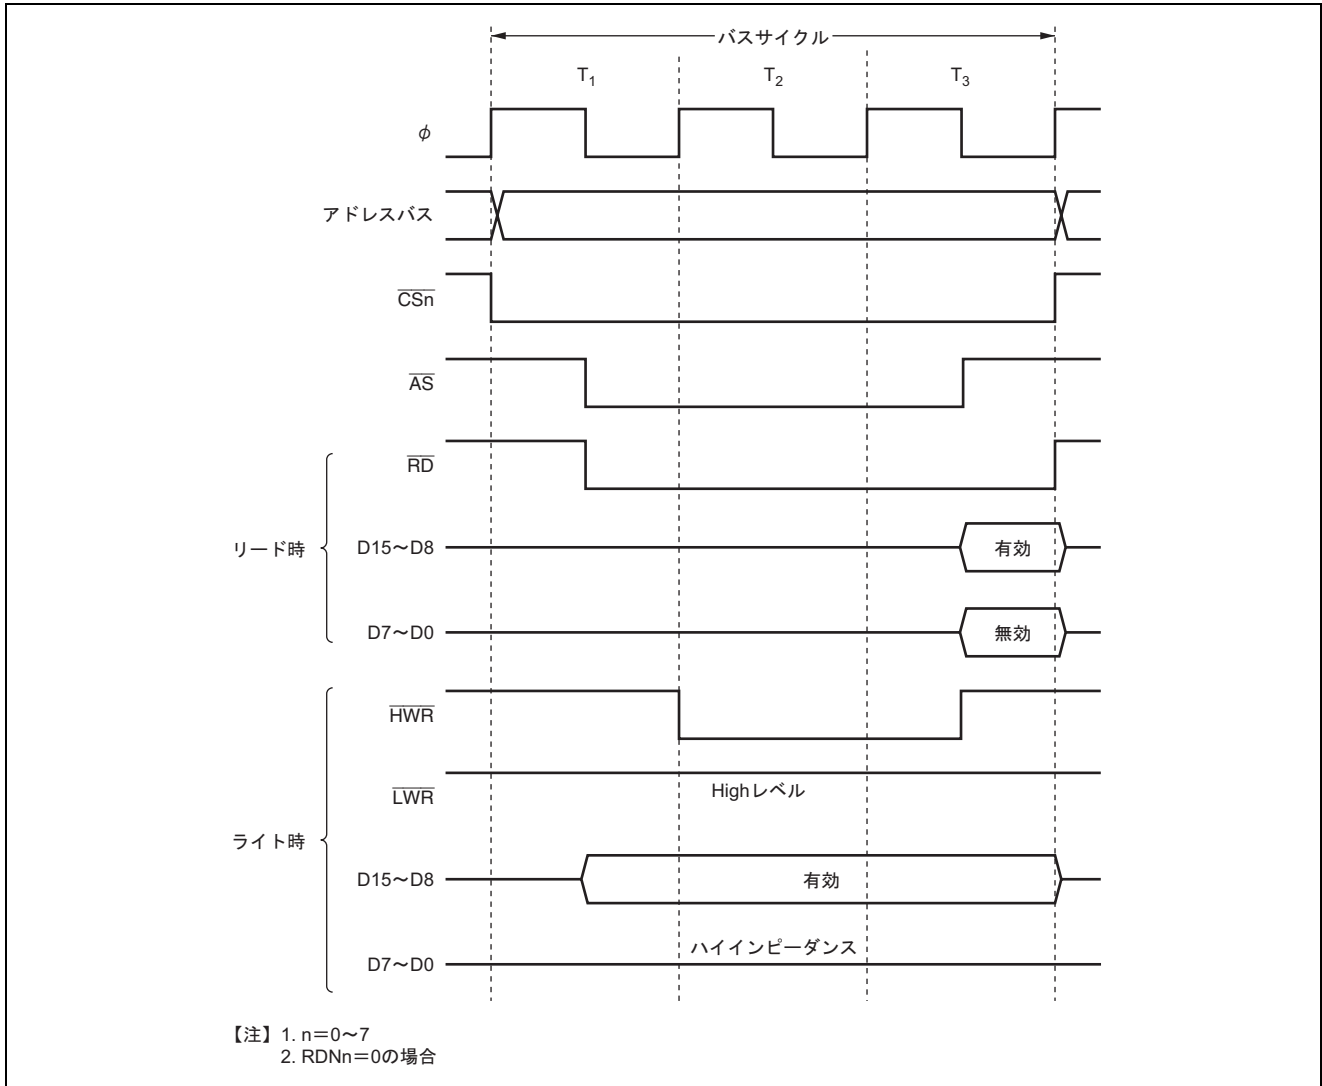 バスサイクル
T1 T2 T3
φ
アドレスバス
CSn
AS
RD
リード時
D15～D8 有効
D7～D0 無効
HWR
LWR Highレベル
ライト時
D15～D8 有効
D7～D0 ハイインピーダンス
【注】 1. n＝0～7
2. RDNn＝0の場合